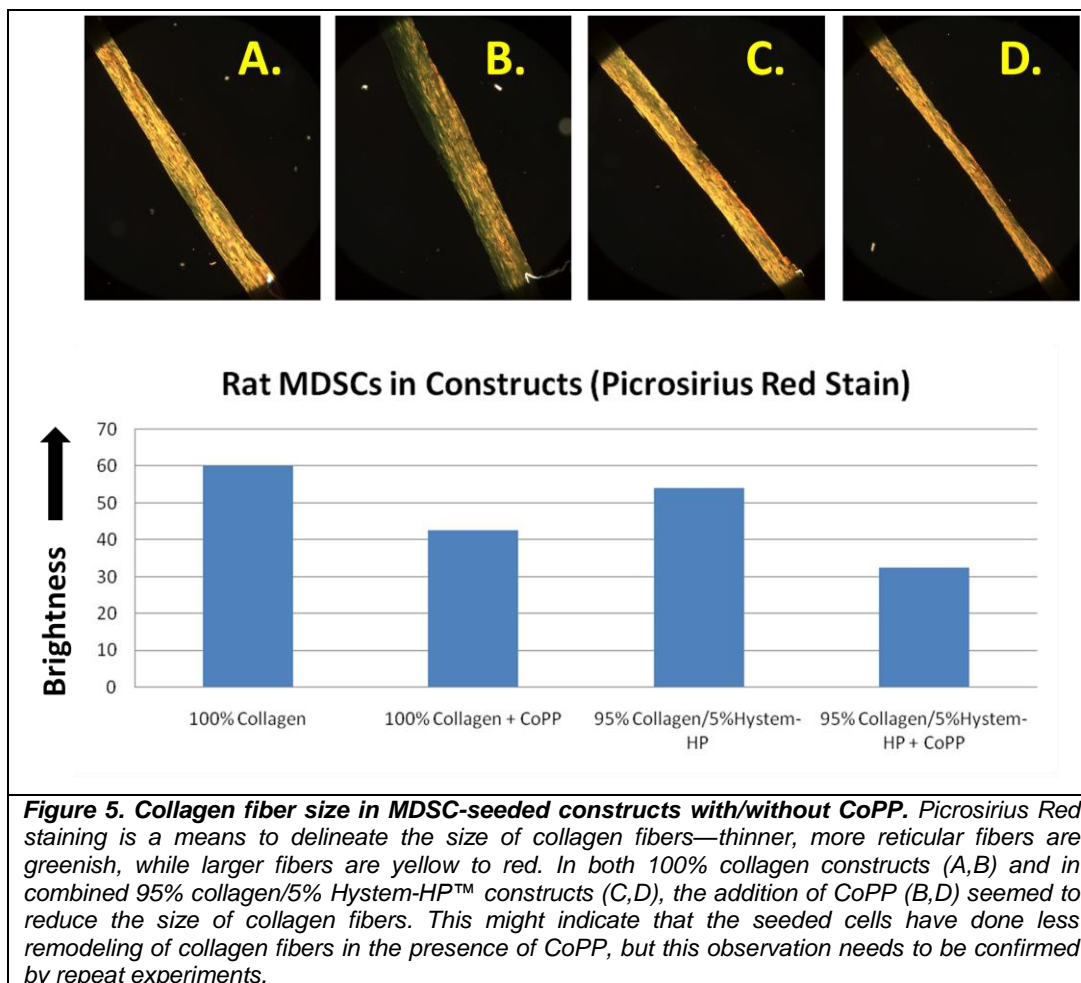 A.
B.
C.
D.
Rat MDSCs in Constructs (Picrosirius Red Stain)
Brightness
70
60
50
40
30
20
10
0
100% Collagen
100% Collagen + CoPP
95% Collagen/5%Hystem-
HP
95% Collagen/5%Hystem-
HP + CoPP
Figure 5. Collagen fiber size in MDSC-seeded constructs with/without CoPP. Picrosirius Red
staining is a means to delineate the size of collagen fibers—thinner, more reticular fibers are
greenish, while larger fibers are yellow to red. In both 100% collagen constructs (A,B) and in
combined 95% collagen/5% Hystem-HP™ constructs (C,D), the addition of CoPP (B,D) seemed to
reduce the size of collagen fibers. This might indicate that the seeded cells have done less
remodeling of collagen fibers in the presence of CoPP, but this observation needs to be confirmed
by repeat experiments.